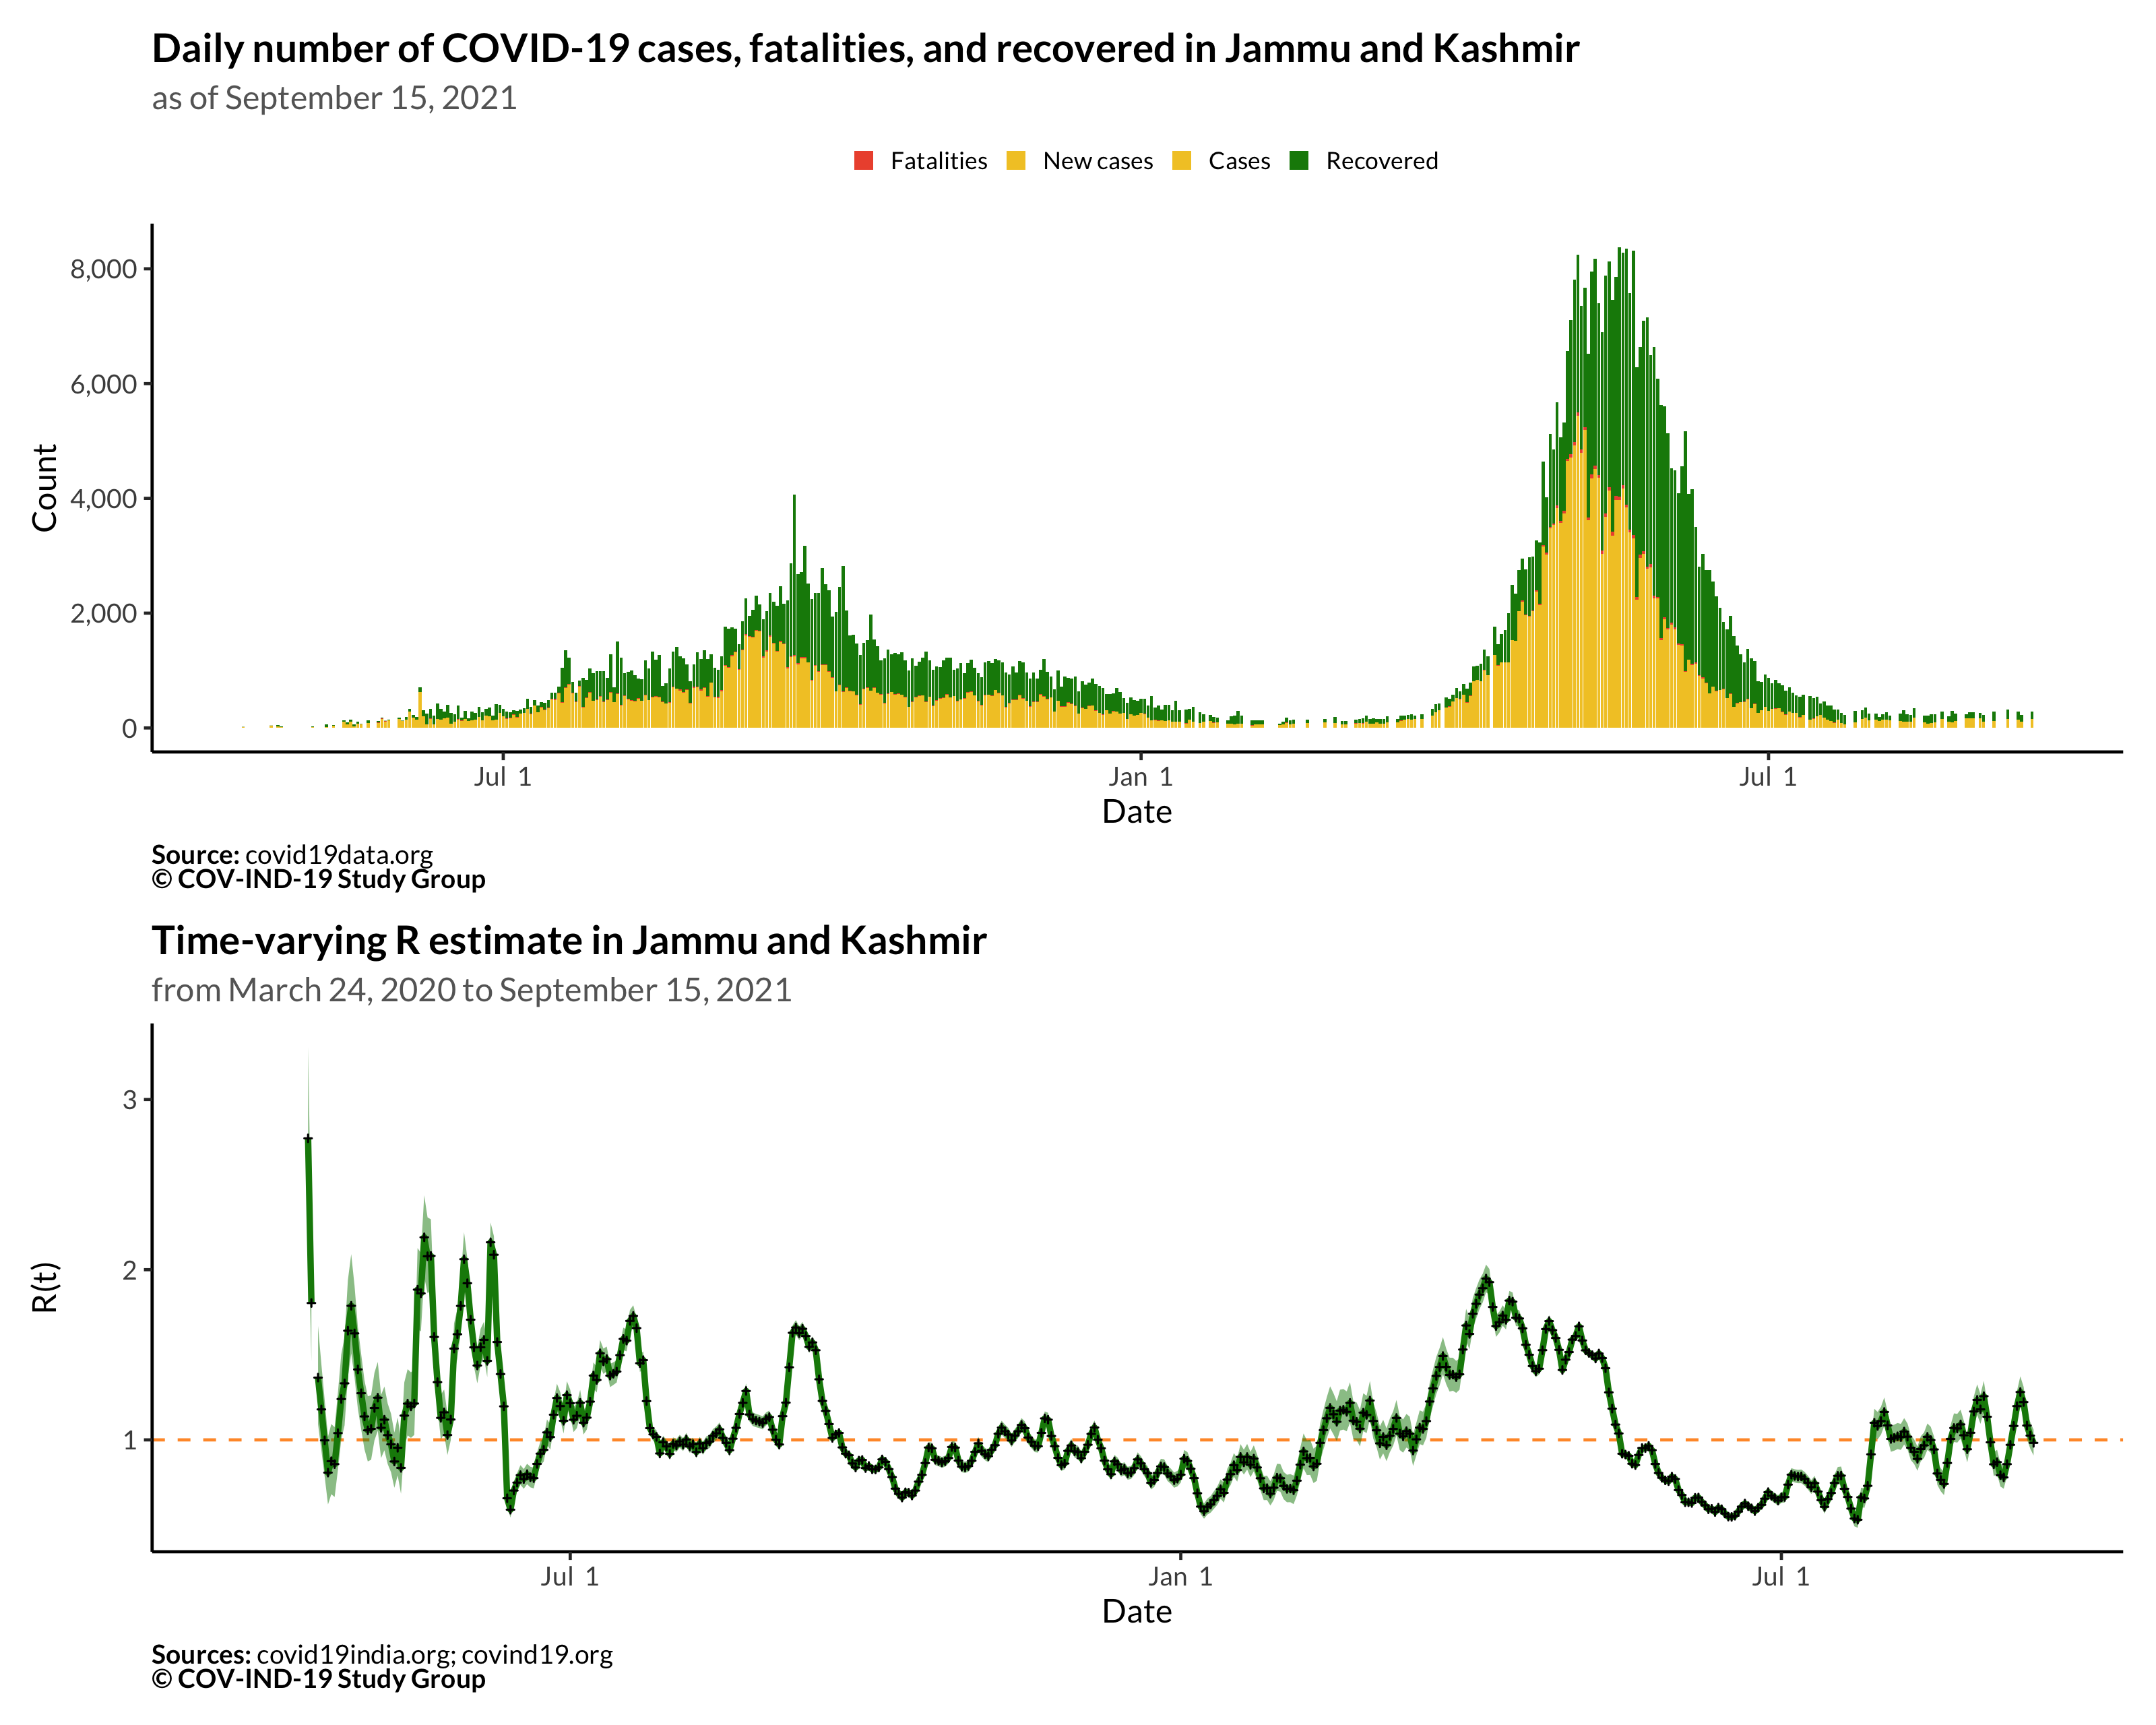 Daily number of COVID-19 cases, fatalities, and recovered in Jammu and Kashmir
as of September 15, 2021
Fatalities New cases Cases Recovered
8,000
6,000
4,000
2,000
0
Count
Jul 1 Jan 1 Jul 1
Date
Source: covid19data.org
© COV-IND-19 Study Group
Time-varying R estimate in Jammu and Kashmir
from March 24, 2020 to September 15, 2021
3
2
1
R(t)
Jul 1 Jan 1 Jul 1
Date
Sources: covid19india.org; covind19.org
© COV-IND-19 Study Group